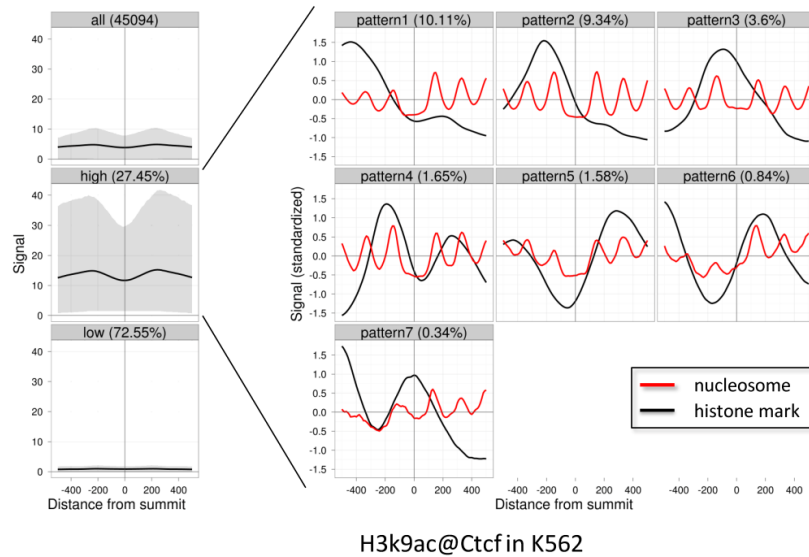 all (45094)
40
30
20
10
0
high (27.45%)
40
30
20
10
0
low (72.55%)
40
30
20
10
0
-400 -200 0 200 400
Distance from summit
Signal
pattern1 (10.11%) pattern2 (9.34%) pattern3 (3.6%)
1.5
1.0
0.5
0.0
-0.5
-1.0
-1.5
pattern4 (1.65%) pattern5 (1.58%) pattern6 (0.84%)
1.5
1.0
0.5
0.0
-0.5
-1.0
-1.5
pattern7 (0.34%)
1.5
1.0
0.5
0.0
-0.5
-1.0
-1.5
Signal (standardized)
nucleosome
histone mark
-400 -200 0 200 400 -400 -200 0 200 400 -400 -200 0 200 400
Distance from summit
H3k9ac@Ctcf in K562